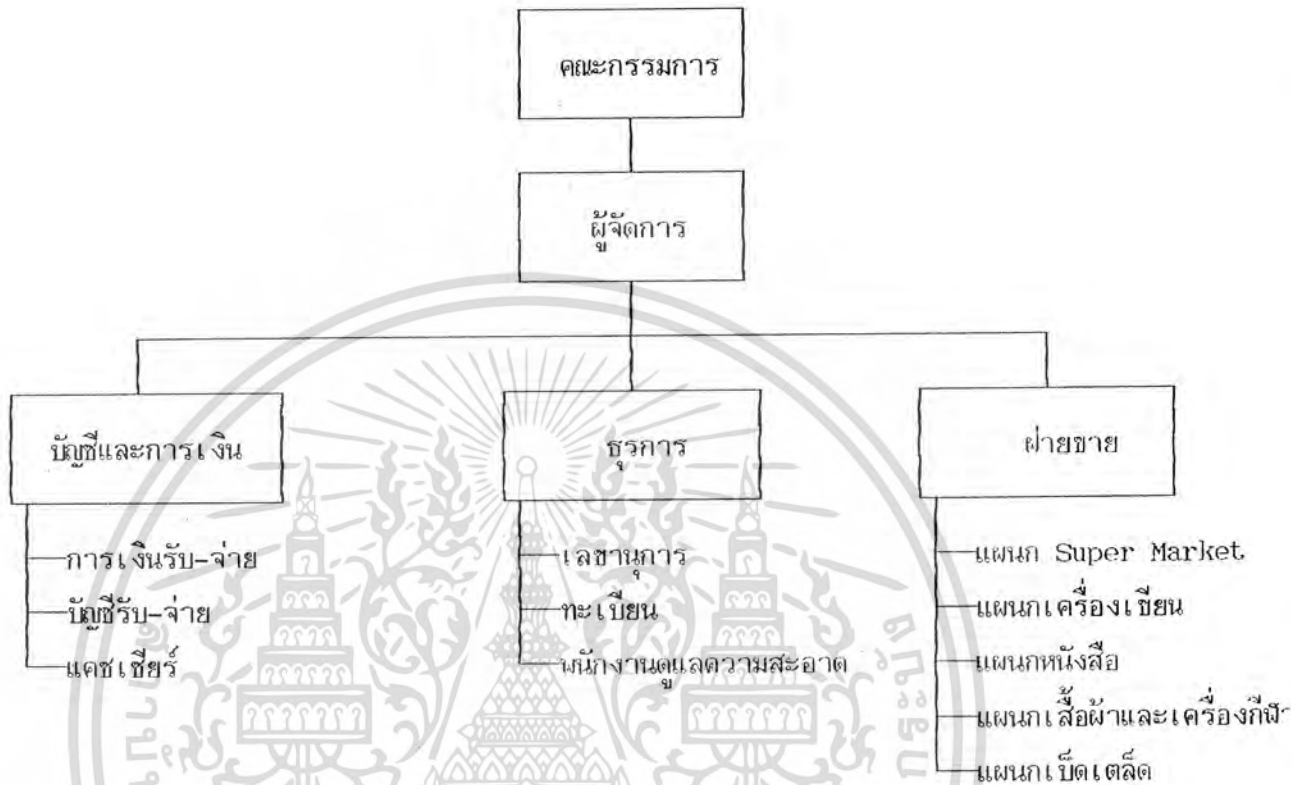 คณะกรรมการ
ผู้จัดการ
บัญชีและการเงิน
การเงินรับ-จ่าย
บัญชีรับ-จ่าย
แคชเชียร์
ธุรการ
เลขานุการ
ทะเบียน
พนักงานดูแลความสะอาด
ฝ่ายขาย
แผนก Super Market
แผนกเครื่องเขียน
แผนกหนังสือ
แผนกเสื้อผ้าและเครื่องกีฬา
แผนกเบ็ดเตล็ด